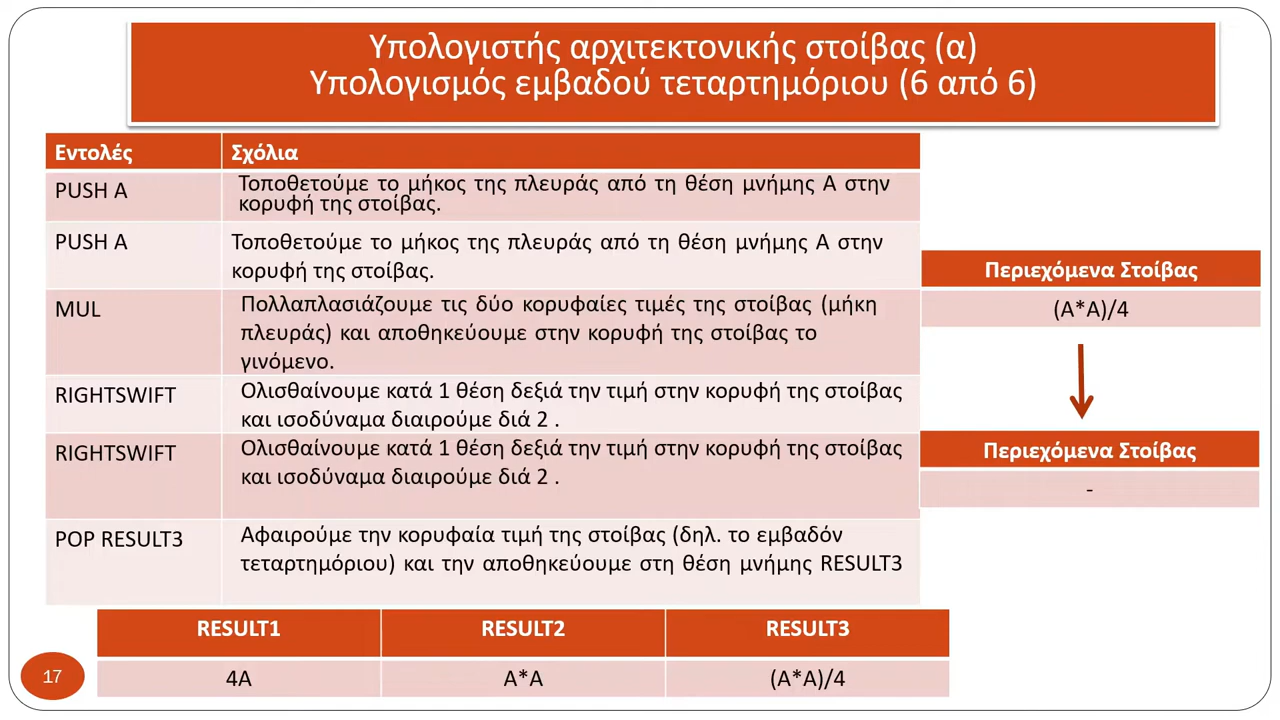 Υπολογιστής αρχιτεκτονικής στοίβας (α)
Υπολογισμός εμβαδού τεταρτημόριου (6 από 6)
Εντολές Σχόλια
PUSH A Τοποθετούμε το μήκος της πλευράς από τη θέση μνήμης Α στην
κορυφή της στοίβας.
PUSH A Τοποθετούμε το μήκος της πλευράς από τη θέση μνήμης Α στην
κορυφή της στοίβας.
MUL Πολλαπλασιάζουμε τις δύο κορυφαίες τιμές της στοίβας (μήκη
πλευράς) και αποθηκεύουμε στην κορυφή της στοίβας το
γινόμενο.
RIGHTSWIFT Ολισθαίνουμε κατά 1 θέση δεξιά την τιμή στην κορυφή της στοίβας
και ισοδύναμα διαιρούμε διά 2 .
RIGHTSWIFT Ολισθαίνουμε κατά 1 θέση δεξιά την τιμή στην κορυφή της στοίβας
και ισοδύναμα διαιρούμε διά 2 .
POP RESULT3 Αφαιρούμε την κορυφαία τιμή της στοίβας (δηλ. το εμβαδόν
τεταρτημόριου) και την αποθηκεύουμε στη θέση μνήμης RESULT3
Περιεχόμενα Στοίβας
(A*A)/4
Περιεχόμενα Στοίβας
-
RESULT1 RESULT2 RESULT3
4A A*A (A*A)/4
17